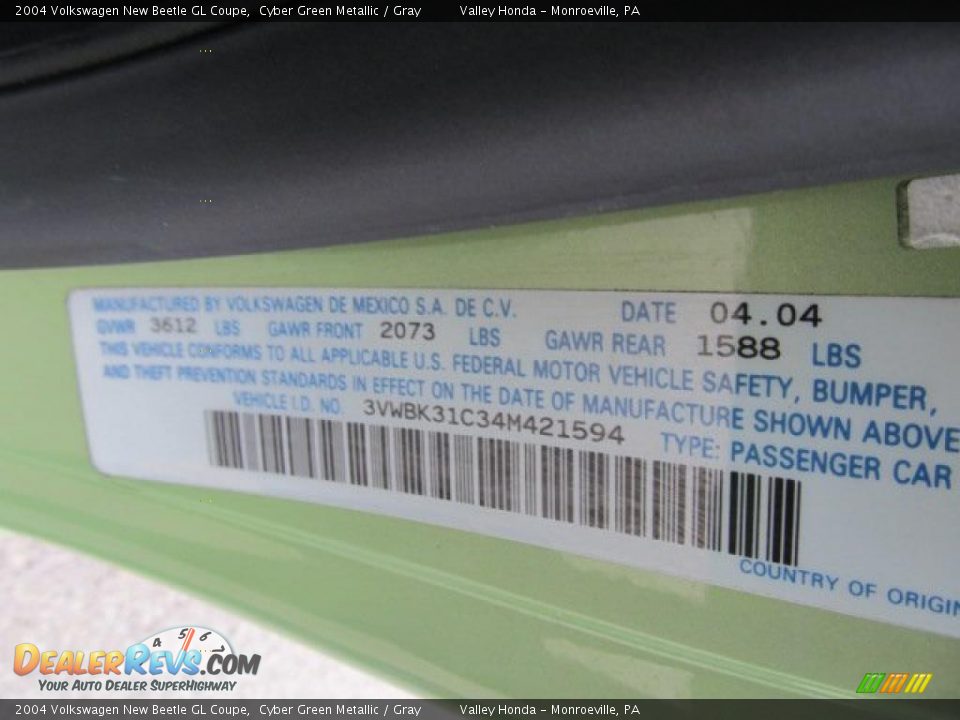 2004 Volkswagen New Beetle GL Coupe, Cyber Green Metallic / Gray Valley Honda - Monroeville, PA
MANUFACTURED BY VOLKSWAGEN DE MEXICO S.A. DE C.V. DATE 04.04
GVWR 3612 LBS GAWR FRONT 2073 LBS GAWR REAR 1588 LBS
THIS VEHICLE CONFORMS TO ALL APPLICABLE U.S. FEDERAL MOTOR VEHICLE SAFETY, BUMPER,
AND THEFT PREVENTION STANDARDS IN EFFECT ON THE DATE OF MANUFACTURE SHOWN ABOVE
VEHICLE I.D. NO. 3VWBK31C34M421594 TYPE: PASSENGER CAR
COUNTRY OF ORIGIN
4 5 6
DEALERREVS.COM
YOUR AUTO DEALER SUPERHIGHWAY
2004 Volkswagen New Beetle GL Coupe, Cyber Green Metallic / Gray Valley Honda - Monroeville, PA